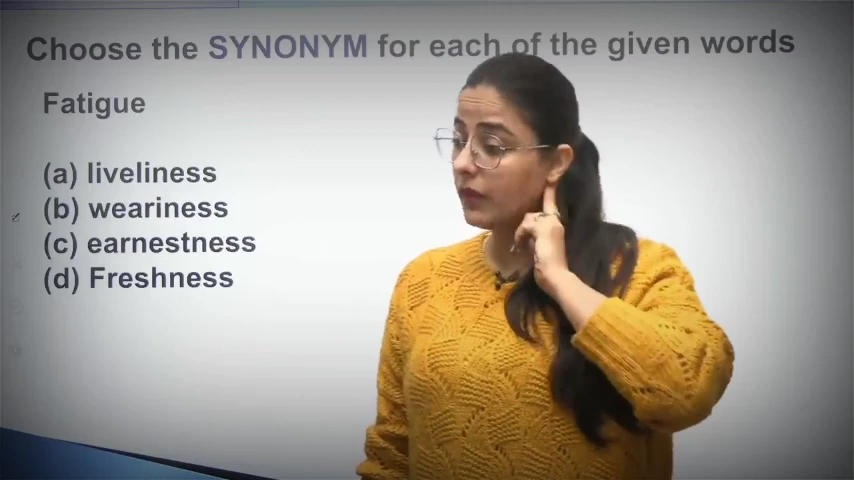 Choose the SYNONYM for each of the given words
Fatigue
(a) liveliness
(b) weariness
(c) earnestness
(d) Freshness